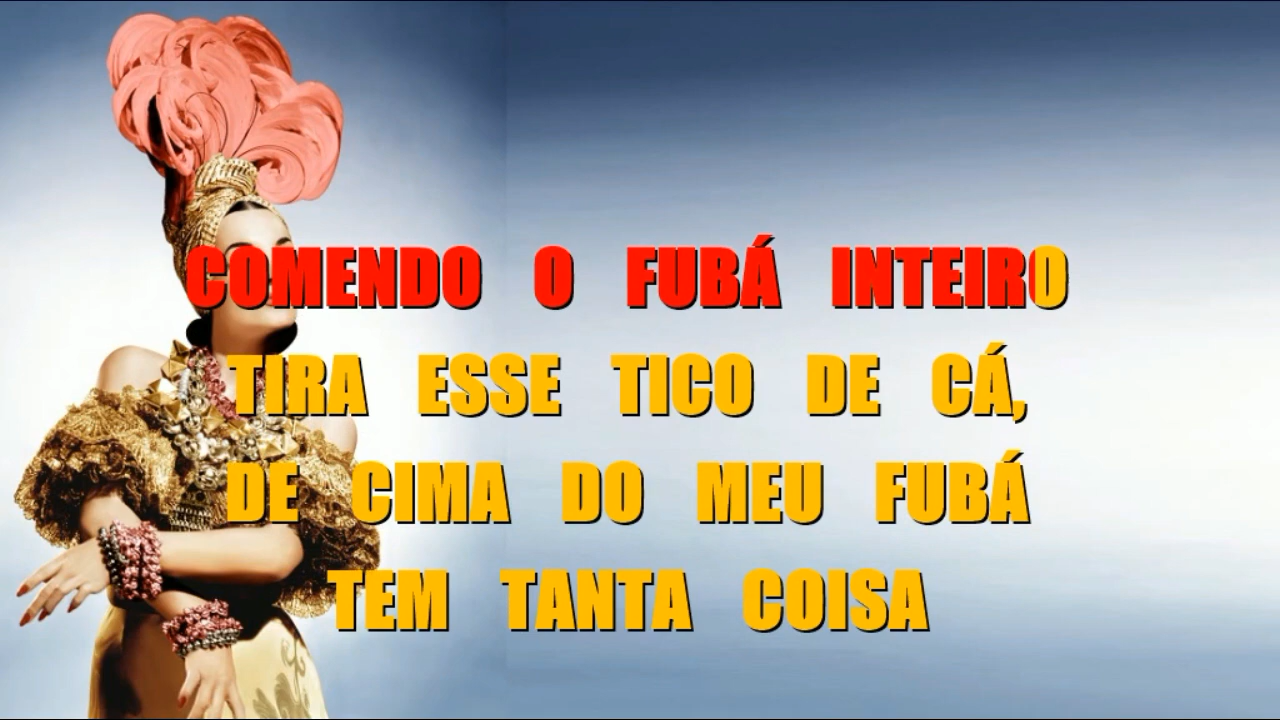 COMENDO O FUBÁ INTEIRO
TIRA ESSE TICO DE CÁ,
DE CIMA DO MEU FUBÁ
TEM TANTA COISA